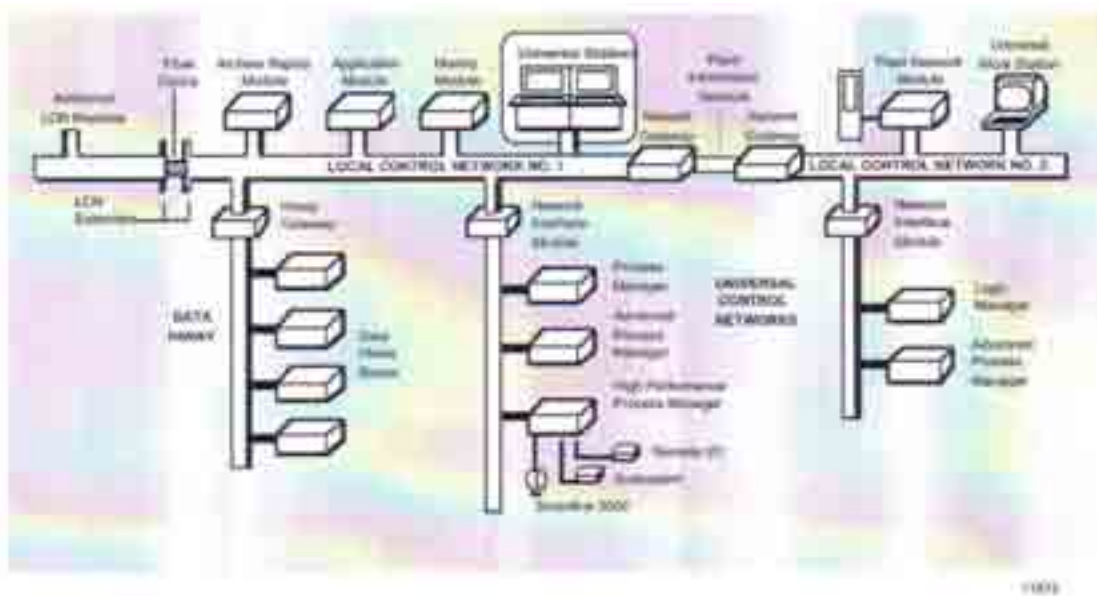 Fiber
Optics
Archive Replay
Module
Application
Module
History
Module
Universal Stations
Plant
Information
Network
Network
Gateway
Network
Gateway
Plant Network
Module
Universal
Work Station
Additional
LCN Modules
LOCAL CONTROL NETWORK NO. 1
LOCAL CONTROL NETWORK NO. 2
LCN
Extenders
Hiway
Gateway
Network
Interface
Module
Network
Interface
Module
DATA
HIWAY
Data
Hiway
Boxes
Process
Manager
Advanced
Process
Manager
High Performance
Process Manager
Remote I/O
Smartline 3000
UNIVERSAL
CONTROL
NETWORKS
Logic
Manager
Advanced
Process
Manager